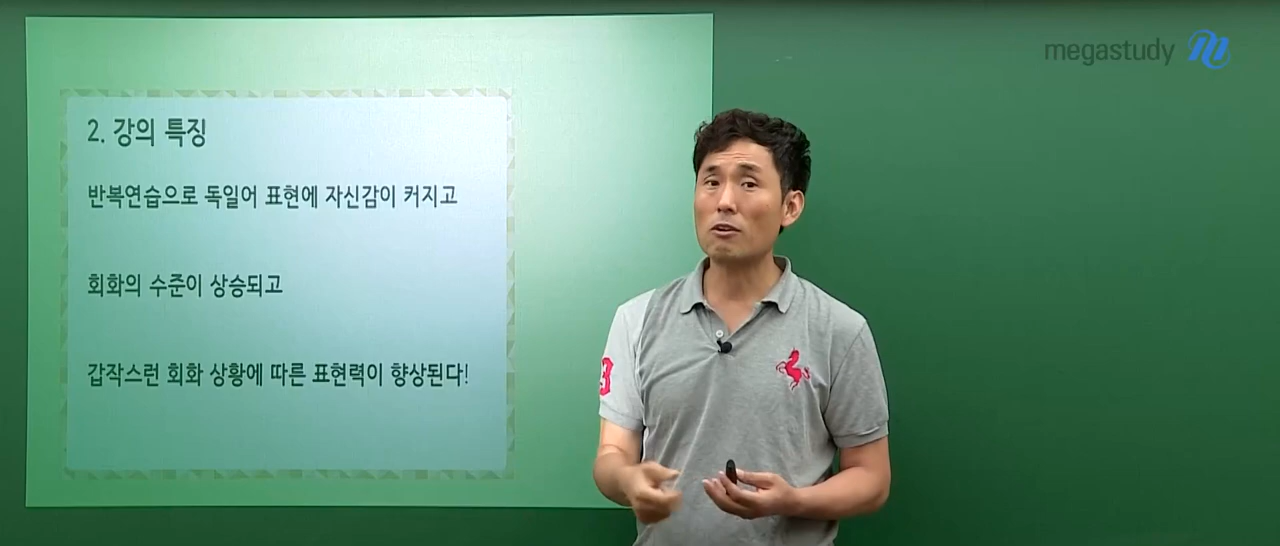 megastudy
2. 강의 특징
반복연습으로 독일어 표현에 자신감이 커지고
회화의 수준이 상승되고
갑작스런 회화 상황에 따른 표현력이 향상된다!
3